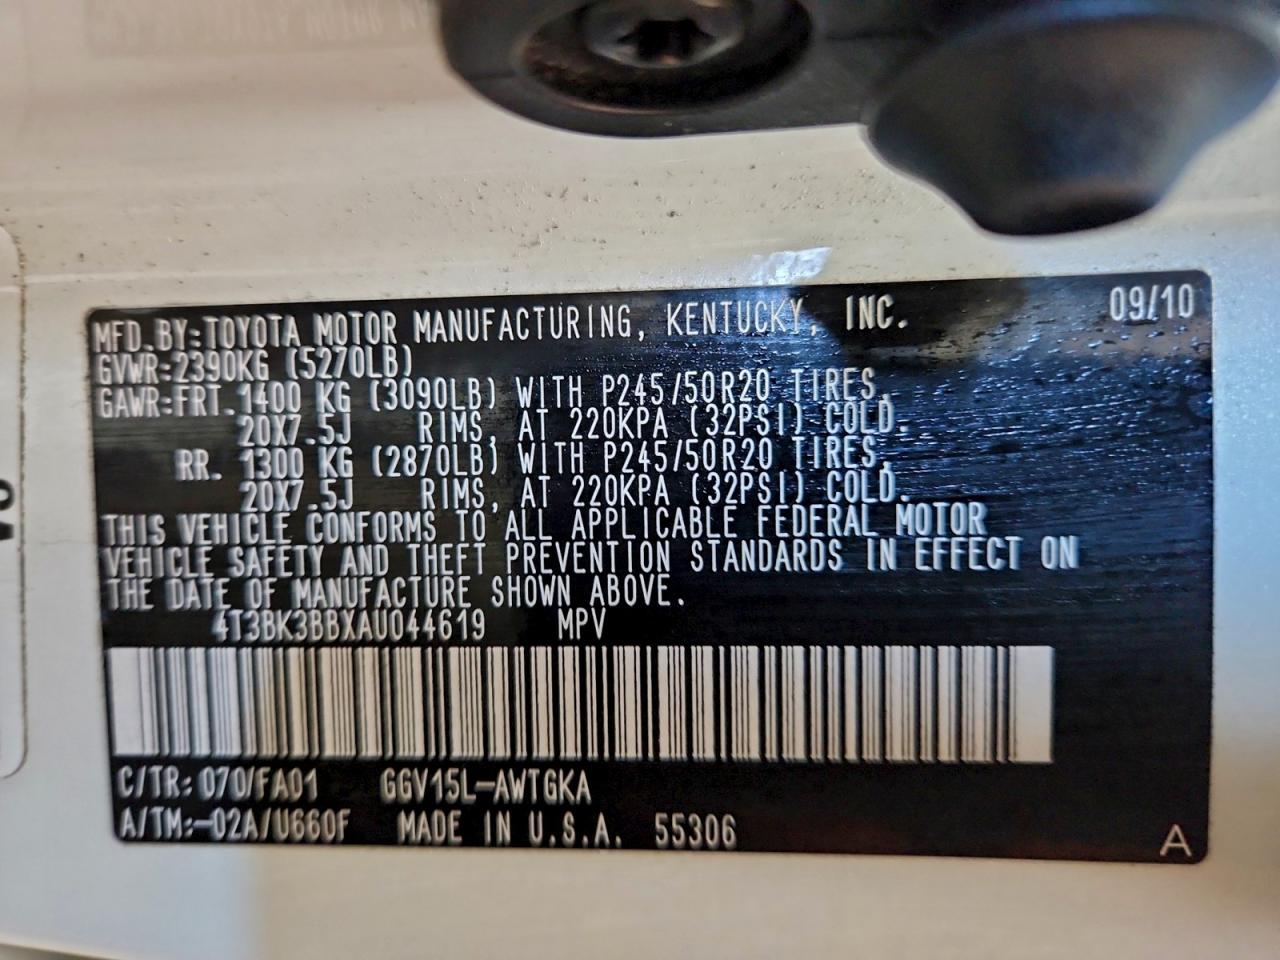 MFD.BY:TOYOTA MOTOR MANUFACTURING, KENTUCKY, INC. 09/10
GVWR:2390KG (5270LB)
GAWR:FRT.1400 KG (3090LB) WITH P245/50R20 TIRES,
20X7.5J RIMS, AT 220KPA (32PSI) COLD.
RR. 1300 KG (2870LB) WITH P245/50R20 TIRES,
20X7.5J RIMS, AT 220KPA (32PSI) COLD.
THIS VEHICLE CONFORMS TO ALL APPLICABLE FEDERAL MOTOR
VEHICLE SAFETY AND THEFT PREVENTION STANDARDS IN EFFECT ON
THE DATE OF MANUFACTURE SHOWN ABOVE.
4T3BK3BBXAU044619 MPV
C/TR:070/FA01 GGV15L-AWTGKA
A/TM:-02A/U660F MADE IN U.S.A. 55306
A